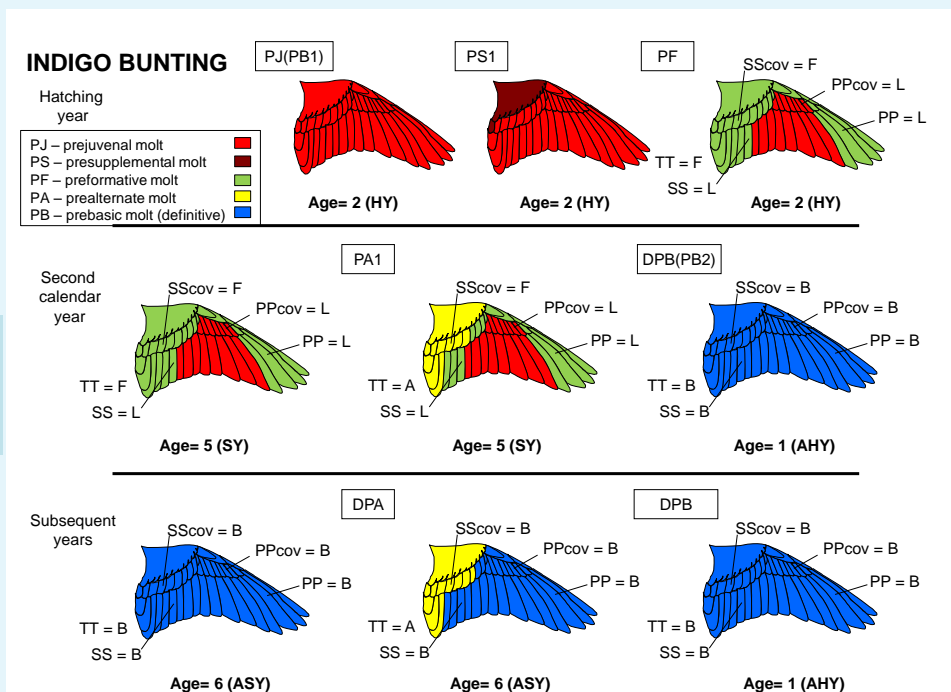 INDIGO BUNTING
Hatching
year
PJ – prejuvenal molt
PS – presupplemental molt
PF – preformative molt
PA – prealternate molt
PB – prebasic molt (definitive)
PJ(PB1)
Age= 2 (HY)
PS1
Age= 2 (HY)
PF
SScov = F
PPcov = L
PP = L
TT = F
SS = L
Age= 2 (HY)
Second
calendar
year
SScov = F
PPcov = L
PP = L
TT = F
SS = L
Age= 5 (SY)
PA1
SScov = F
PPcov = L
PP = L
TT = A
SS = L
Age= 5 (SY)
DPB(PB2)
SScov = B
PPcov = B
PP = B
TT = B
SS = B
Age= 1 (AHY)
Subsequent
years
SScov = B
PPcov = B
PP = B
TT = B
SS = B
Age= 6 (ASY)
DPA
SScov = B
PPcov = B
PP = B
TT = A
SS = B
Age= 6 (ASY)
DPB
SScov = B
PPcov = B
PP = B
TT = B
SS = B
Age= 1 (AHY)